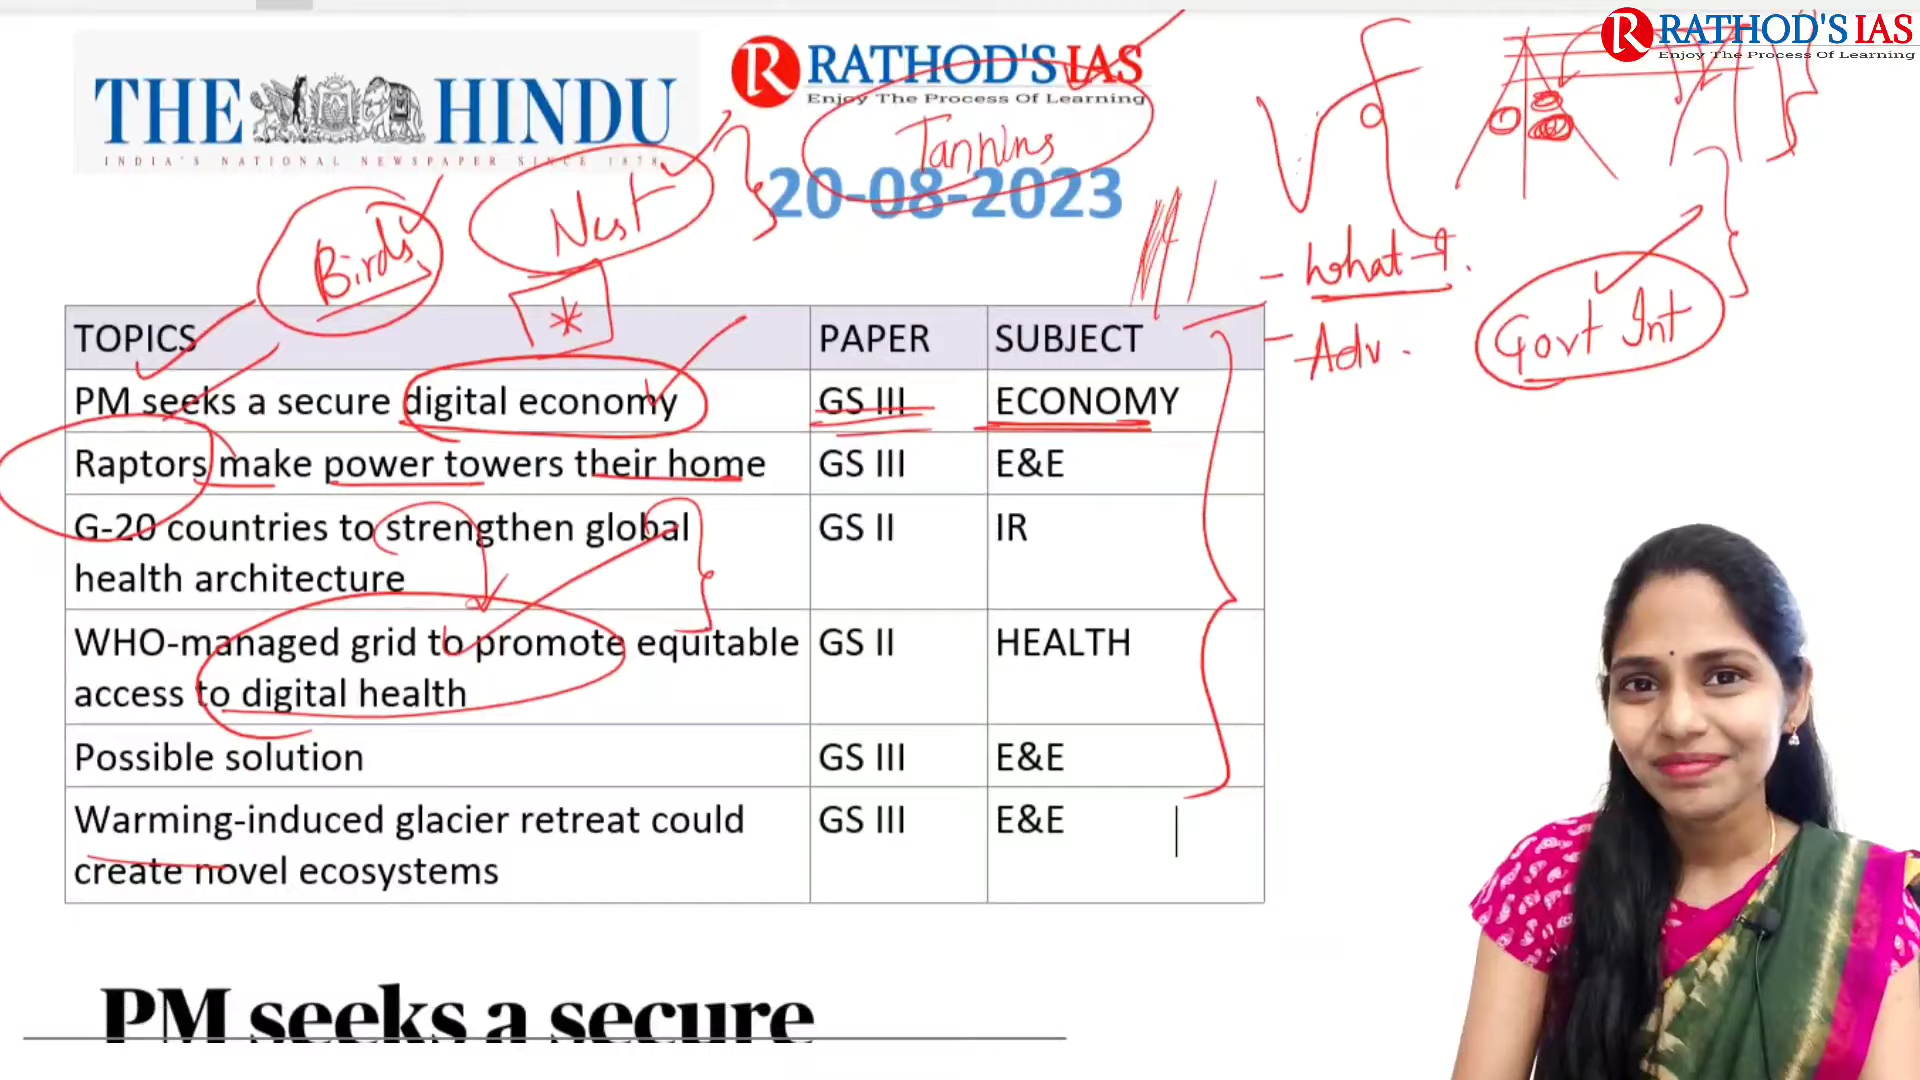 THE HINDU
INDIA'S NATIONAL NEWSPAPER SINCE 1878
R RATHOD'S IAS
Enjoy The Process Of Learning
R RATHOD'S IAS
Enjoy The Process Of Learning
Tannins
20-08-2023
Birds
Nest
*
- What - ?.
- Adv.
Govt Int
TOPICS PAPER SUBJECT
PM seeks a secure digital economy GS III ECONOMY
Raptors make power towers their home GS III E&E
G-20 countries to strengthen global GS II IR
health architecture
WHO-managed grid to promote equitable GS II HEALTH
access to digital health
Possible solution GS III E&E
Warming-induced glacier retreat could GS III E&E
create novel ecosystems
PM seeks a secure